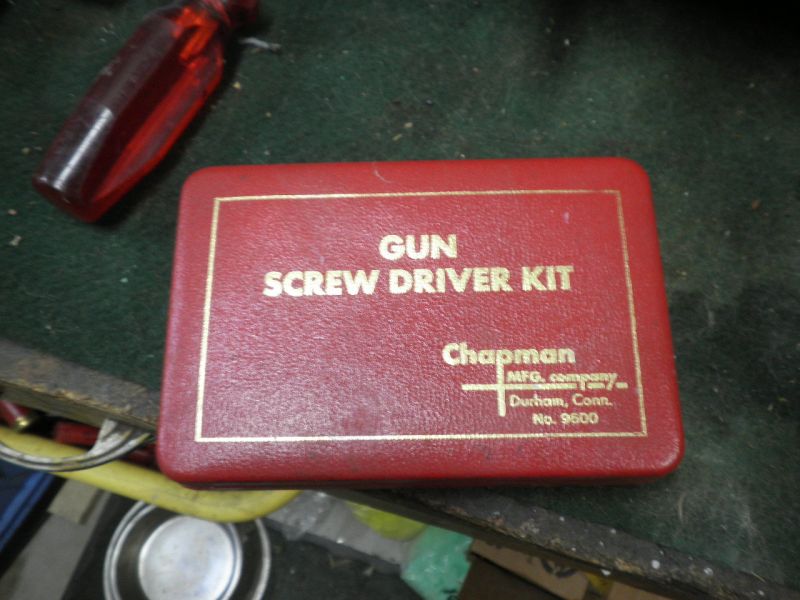 GUN
SCREW DRIVER KIT
Chapman
MFG. company
Durham, Conn.
No. 9600